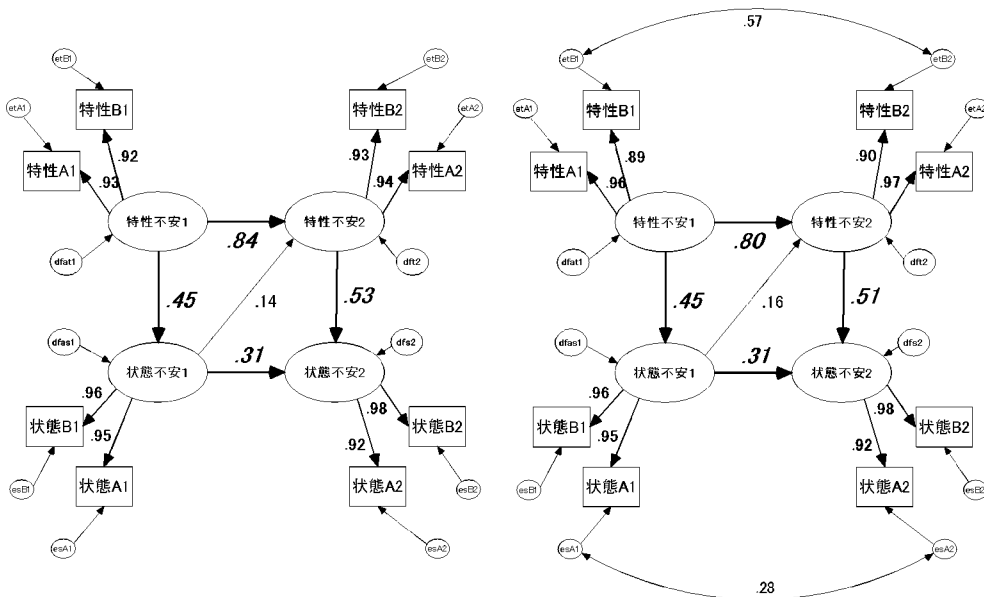 etB1
etB2
特性B1
特性B2
etA1
etA2
.92
.93
特性A1
特性A2
.93
.94
特性不安1
特性不安2
.84
dfat1
dft2
.45
.14
.53
dfas1
dfs2
.31
状態不安1
状態不安2
.96
.98
状態B1
状態B2
.95
.92
状態A1
状態A2
esB1
esB2
esA1
esA2
.57
etB1
etB2
特性B1
特性B2
etA1
etA2
.89
.90
特性A1
特性A2
.96
.97
特性不安1
特性不安2
.80
dfat1
dft2
.45
.16
.51
dfas1
dfs2
.31
状態不安1
状態不安2
.96
.98
状態B1
状態B2
.95
.92
状態A1
状態A2
esB1
esB2
esA1
esA2
.28